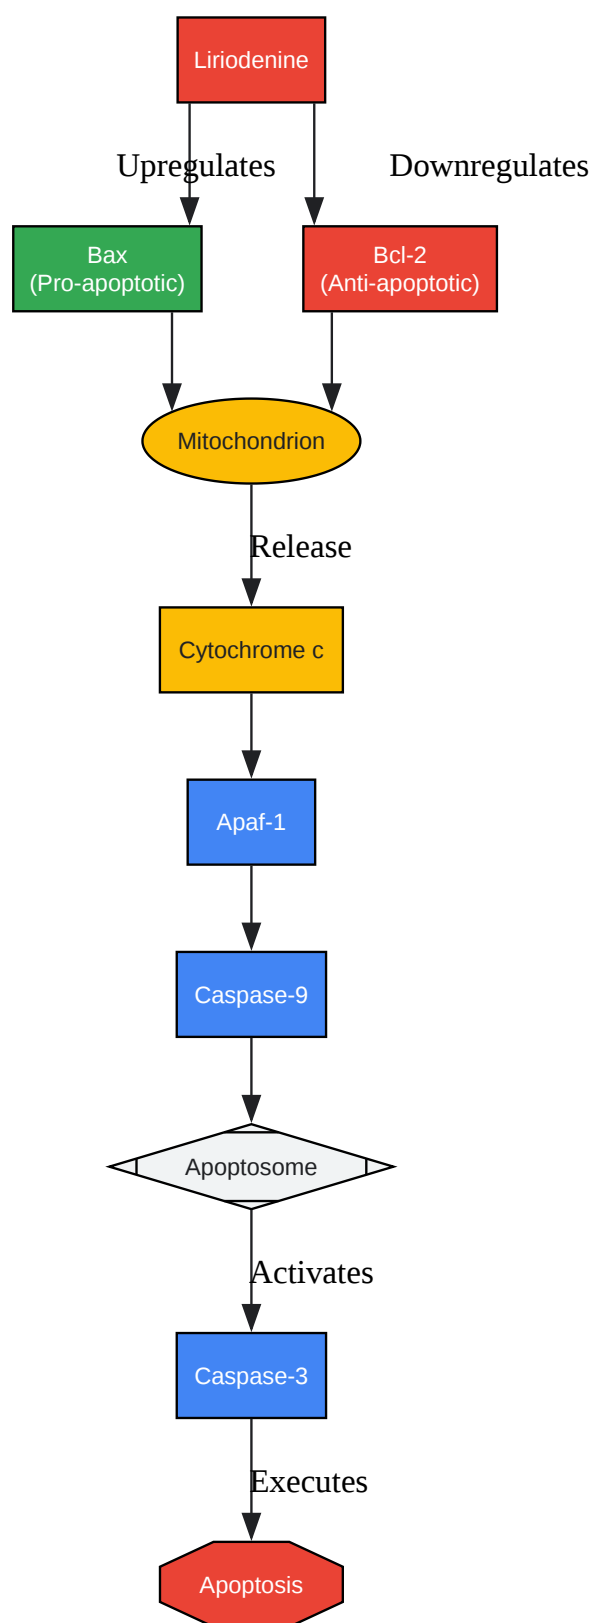 Liriodenine
Upregulates
Downregulates
Bax
(Pro-apoptotic)
Bcl-2
(Anti-apoptotic)
Mitochondrion
Release
Cytochrome c
Apaf-1
Caspase-9
Apoptosome
Activates
Caspase-3
Executes
Apoptosis